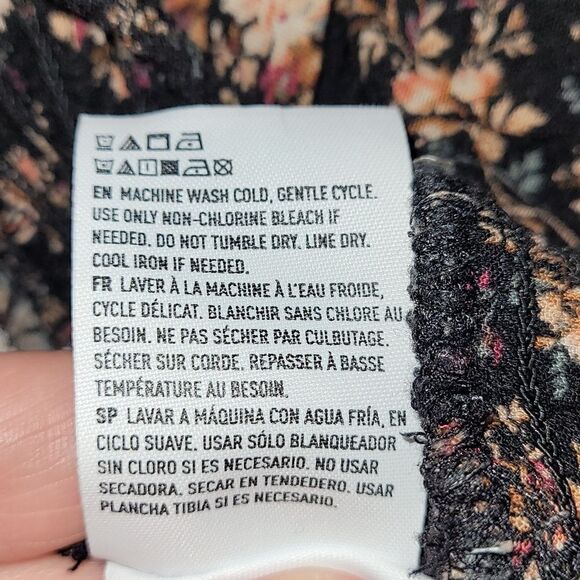 EN MACHINE WASH COLD, GENTLE CYCLE.
USE ONLY NON-CHLORINE BLEACH IF
NEEDED. DO NOT TUMBLE DRY. LINE DRY.
COOL IRON IF NEEDED.
FR LAVER À LA MACHINE À L'EAU FROIDE,
CYCLE DÉLICAT. BLANCHIR SANS CHLORE AU
BESOIN. NE PAS SÉCHER PAR CULBUTAGE.
SÉCHER SUR CORDE. REPASSER À BASSE
TEMPÉRATURE AU BESOIN.
SP LAVAR A MÁQUINA CON AGUA FRÍA, EN
CICLO SUAVE. USAR SÓLO BLANQUEADOR
SIN CLORO SI ES NECESARIO. NO USAR
SECADORA. SECAR EN TENDEDERO. USAR
PLANCHA TIBIA SI ES NECESARIO.